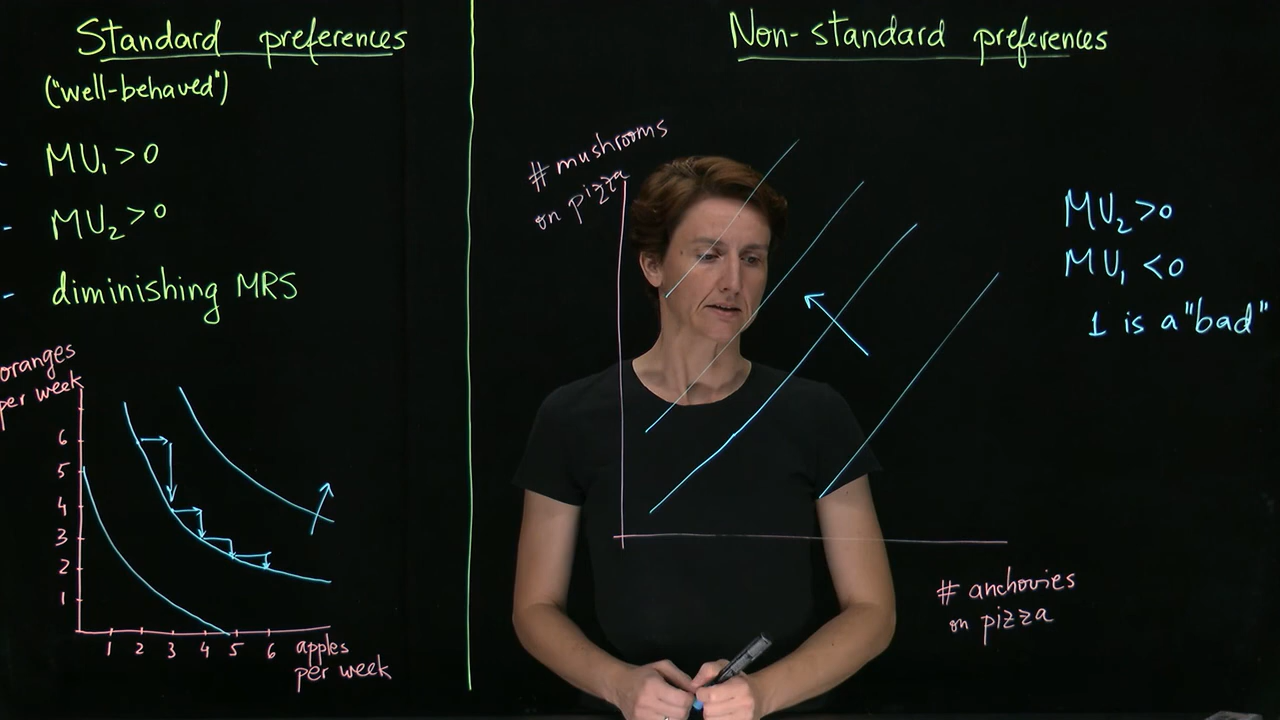 Standard preferences
("well-behaved")
- MU₁ > 0
- MU₂ > 0
- diminishing MRS
oranges
per week
6
5
4
3
2
1
1 2 3 4 5 6
apples
per week
Non-standard preferences
# mushrooms
on pizza
# anchovies
on pizza
MU₂ > 0
MU₁ < 0
1 is a "bad"